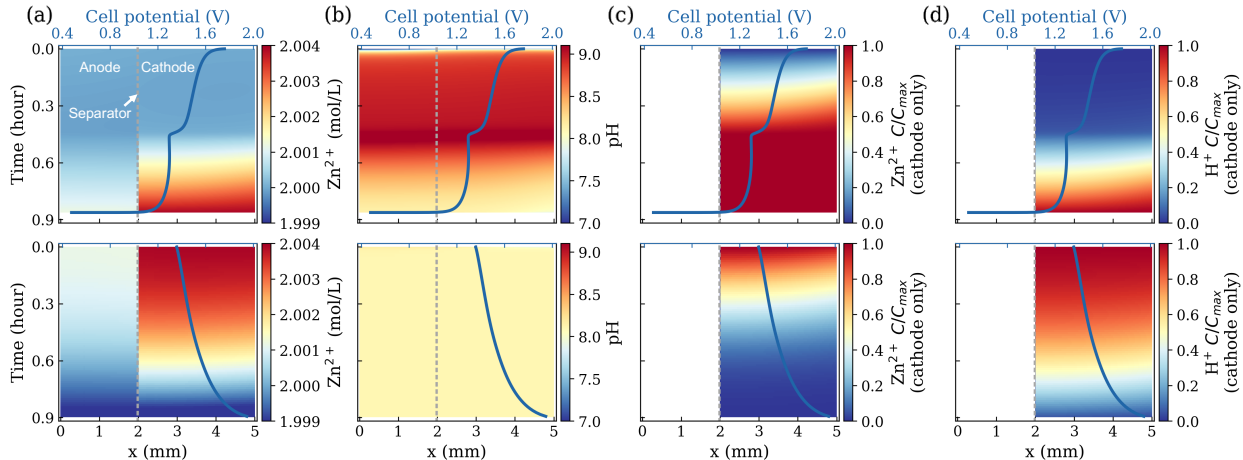 (a) (b) (c) (d)
Cell potential (V) Cell potential (V) Cell potential (V) Cell potential (V)
0.4 0.8 1.2 1.6 2.0 0.4 0.8 1.2 1.6 2.0 0.4 0.8 1.2 1.6 2.0 0.4 0.8 1.2 1.6 2.0
Time (hour)
0.0
0.3
0.6
0.9
Anode Cathode
Separator
2.004
2.002
2.001
2.000
1.999
Zn2+ (mol/L)
9.0
8.5
8.0
7.5
7.0
pH
1.0
0.8
0.6
0.4
0.2
0.0
Zn2+ C/Cmax
(cathode only)
1.0
0.8
0.6
0.4
0.2
0.0
H+ C/Cmax
(cathode only)
Time (hour)
0.0
0.3
0.6
0.9
2.004
2.002
2.001
2.000
1.999
Zn2+ (mol/L)
9.0
8.5
8.0
7.5
7.0
pH
1.0
0.8
0.6
0.4
0.2
0.0
Zn2+ C/Cmax
(cathode only)
1.0
0.8
0.6
0.4
0.2
0.0
H+ C/Cmax
(cathode only)
0 1 2 3 4 5 0 1 2 3 4 5 0 1 2 3 4 5 0 1 2 3 4 5
x (mm) x (mm) x (mm) x (mm)